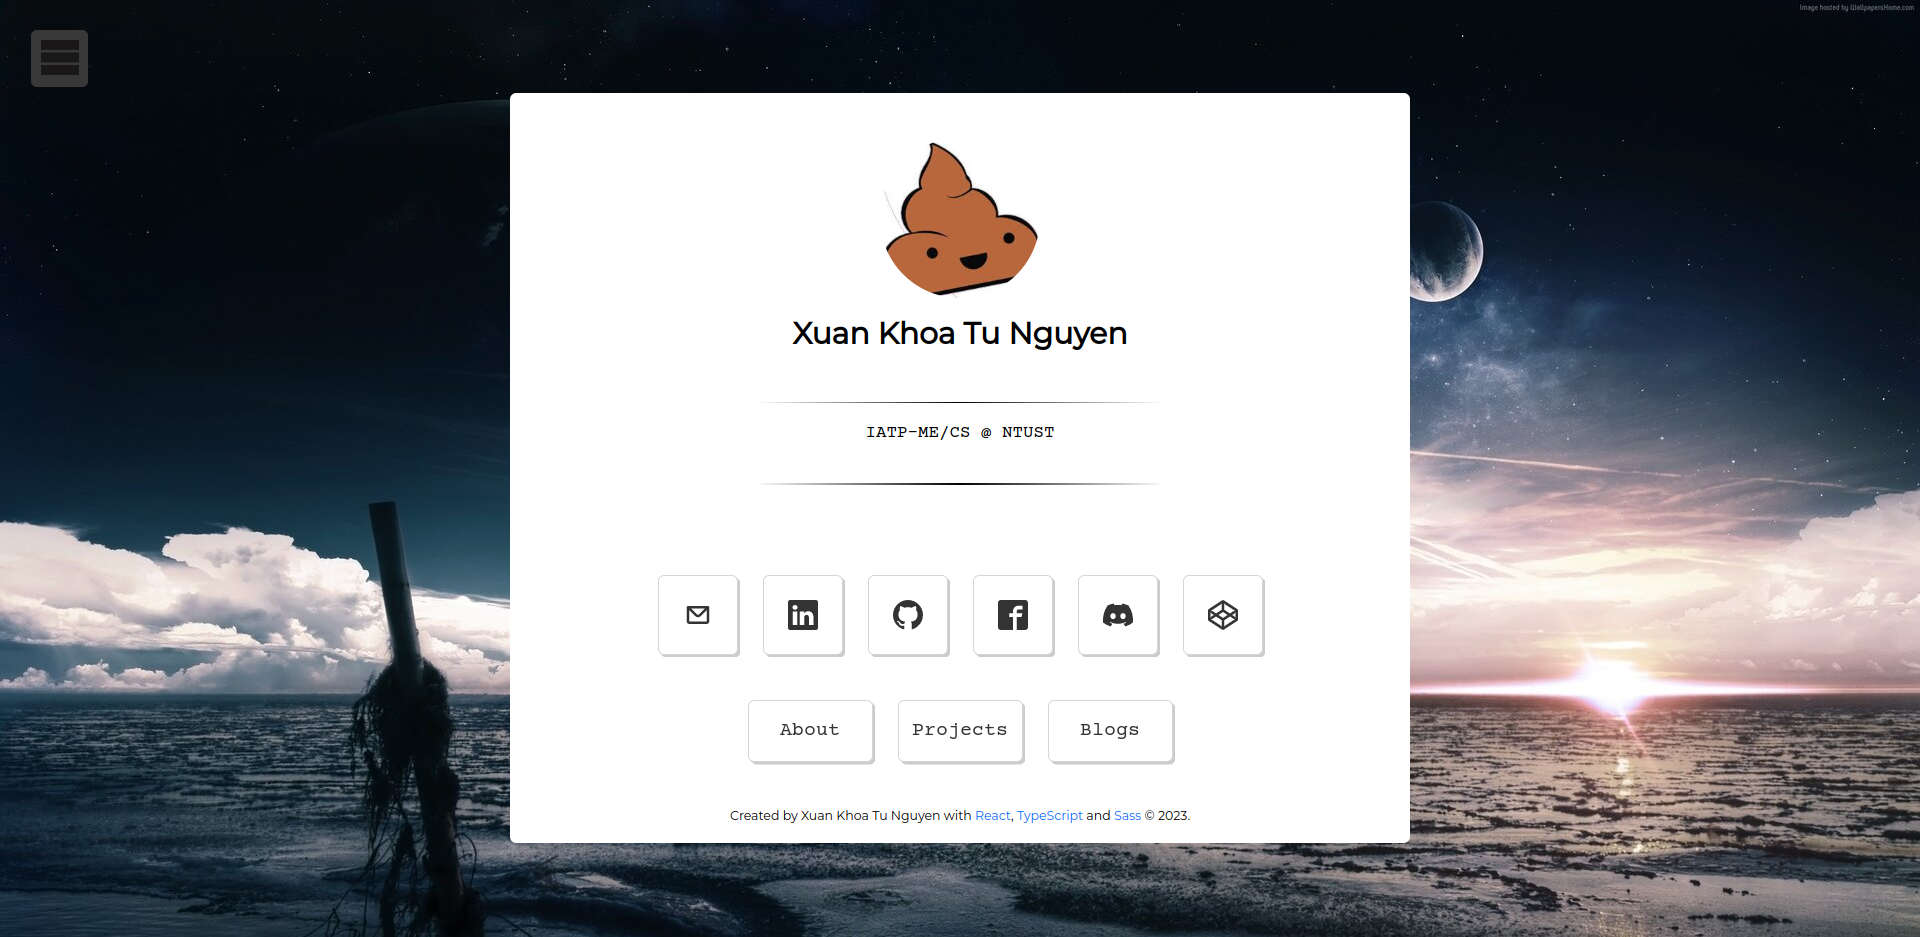 Image hosted by WallpapersHome.com
Xuan Khoa Tu Nguyen
IATP-ME/CS @ NTUST
About
Projects
Blogs
Created by Xuan Khoa Tu Nguyen with React, TypeScript and Sass © 2023.